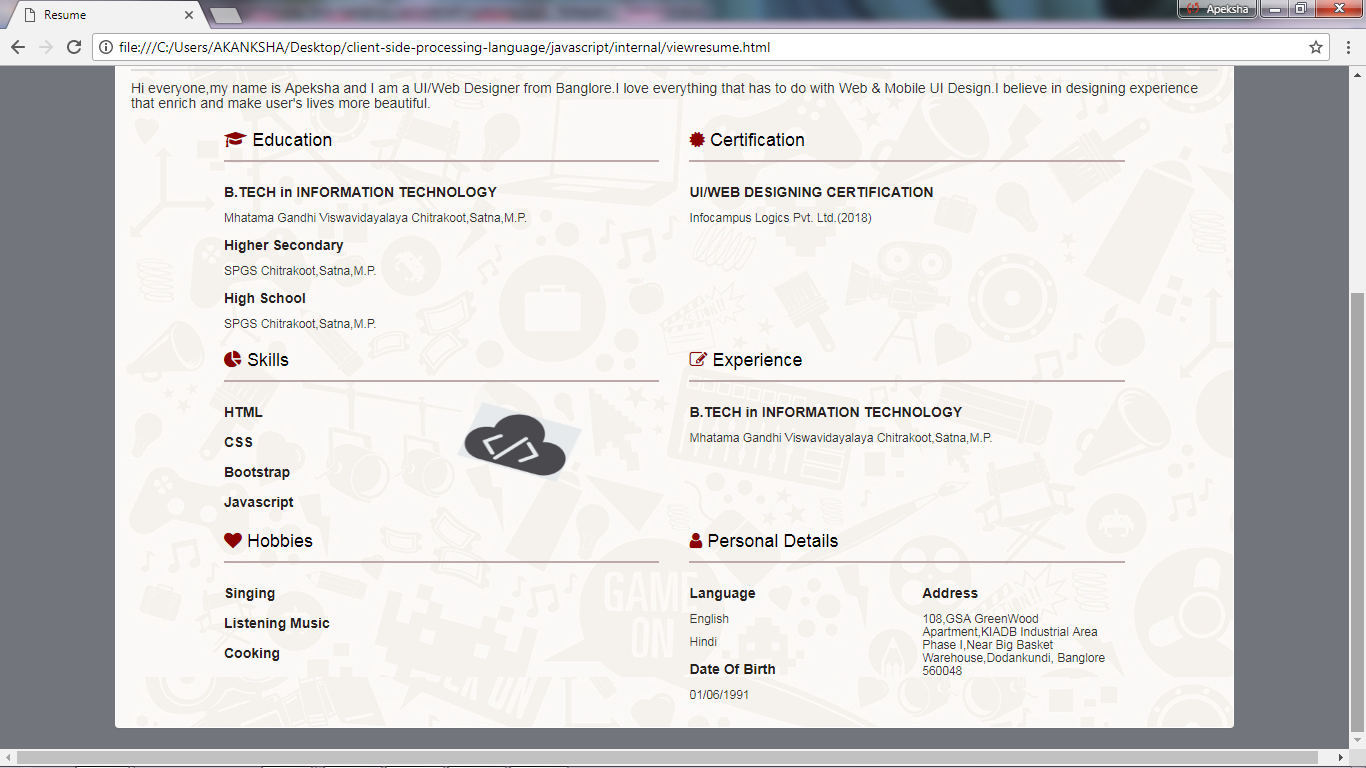 Resume
Apeksha
file:///C:/Users/AKANKSHA/Desktop/client-side-processing-language/javascript/internal/viewresume.html
Hi everyone,my name is Apeksha and I am a UI/Web Designer from Banglore.I love everything that has to do with Web & Mobile UI Design.I believe in designing experience
that enrich and make user's lives more beautiful.
Education
B.TECH in INFORMATION TECHNOLOGY
Mhatama Gandhi Viswavidayalaya Chitrakoot,Satna,M.P.
Higher Secondary
SPGS Chitrakoot,Satna,M.P.
High School
SPGS Chitrakoot,Satna,M.P.
Certification
UI/WEB DESIGNING CERTIFICATION
Infocampus Logics Pvt. Ltd.(2018)
Skills
HTML
CSS
Bootstrap
Javascript
</>
Experience
B.TECH in INFORMATION TECHNOLOGY
Mhatama Gandhi Viswavidayalaya Chitrakoot,Satna,M.P.
Hobbies
Singing
Listening Music
Cooking
GAME
ON
Personal Details
Language
English
Hindi
Date Of Birth
01/06/1991
Address
108,GSA GreenWood
Apartment,KIADB Industrial Area
Phase I,Near Big Basket
Warehouse,Dodankundi, Banglore
560048